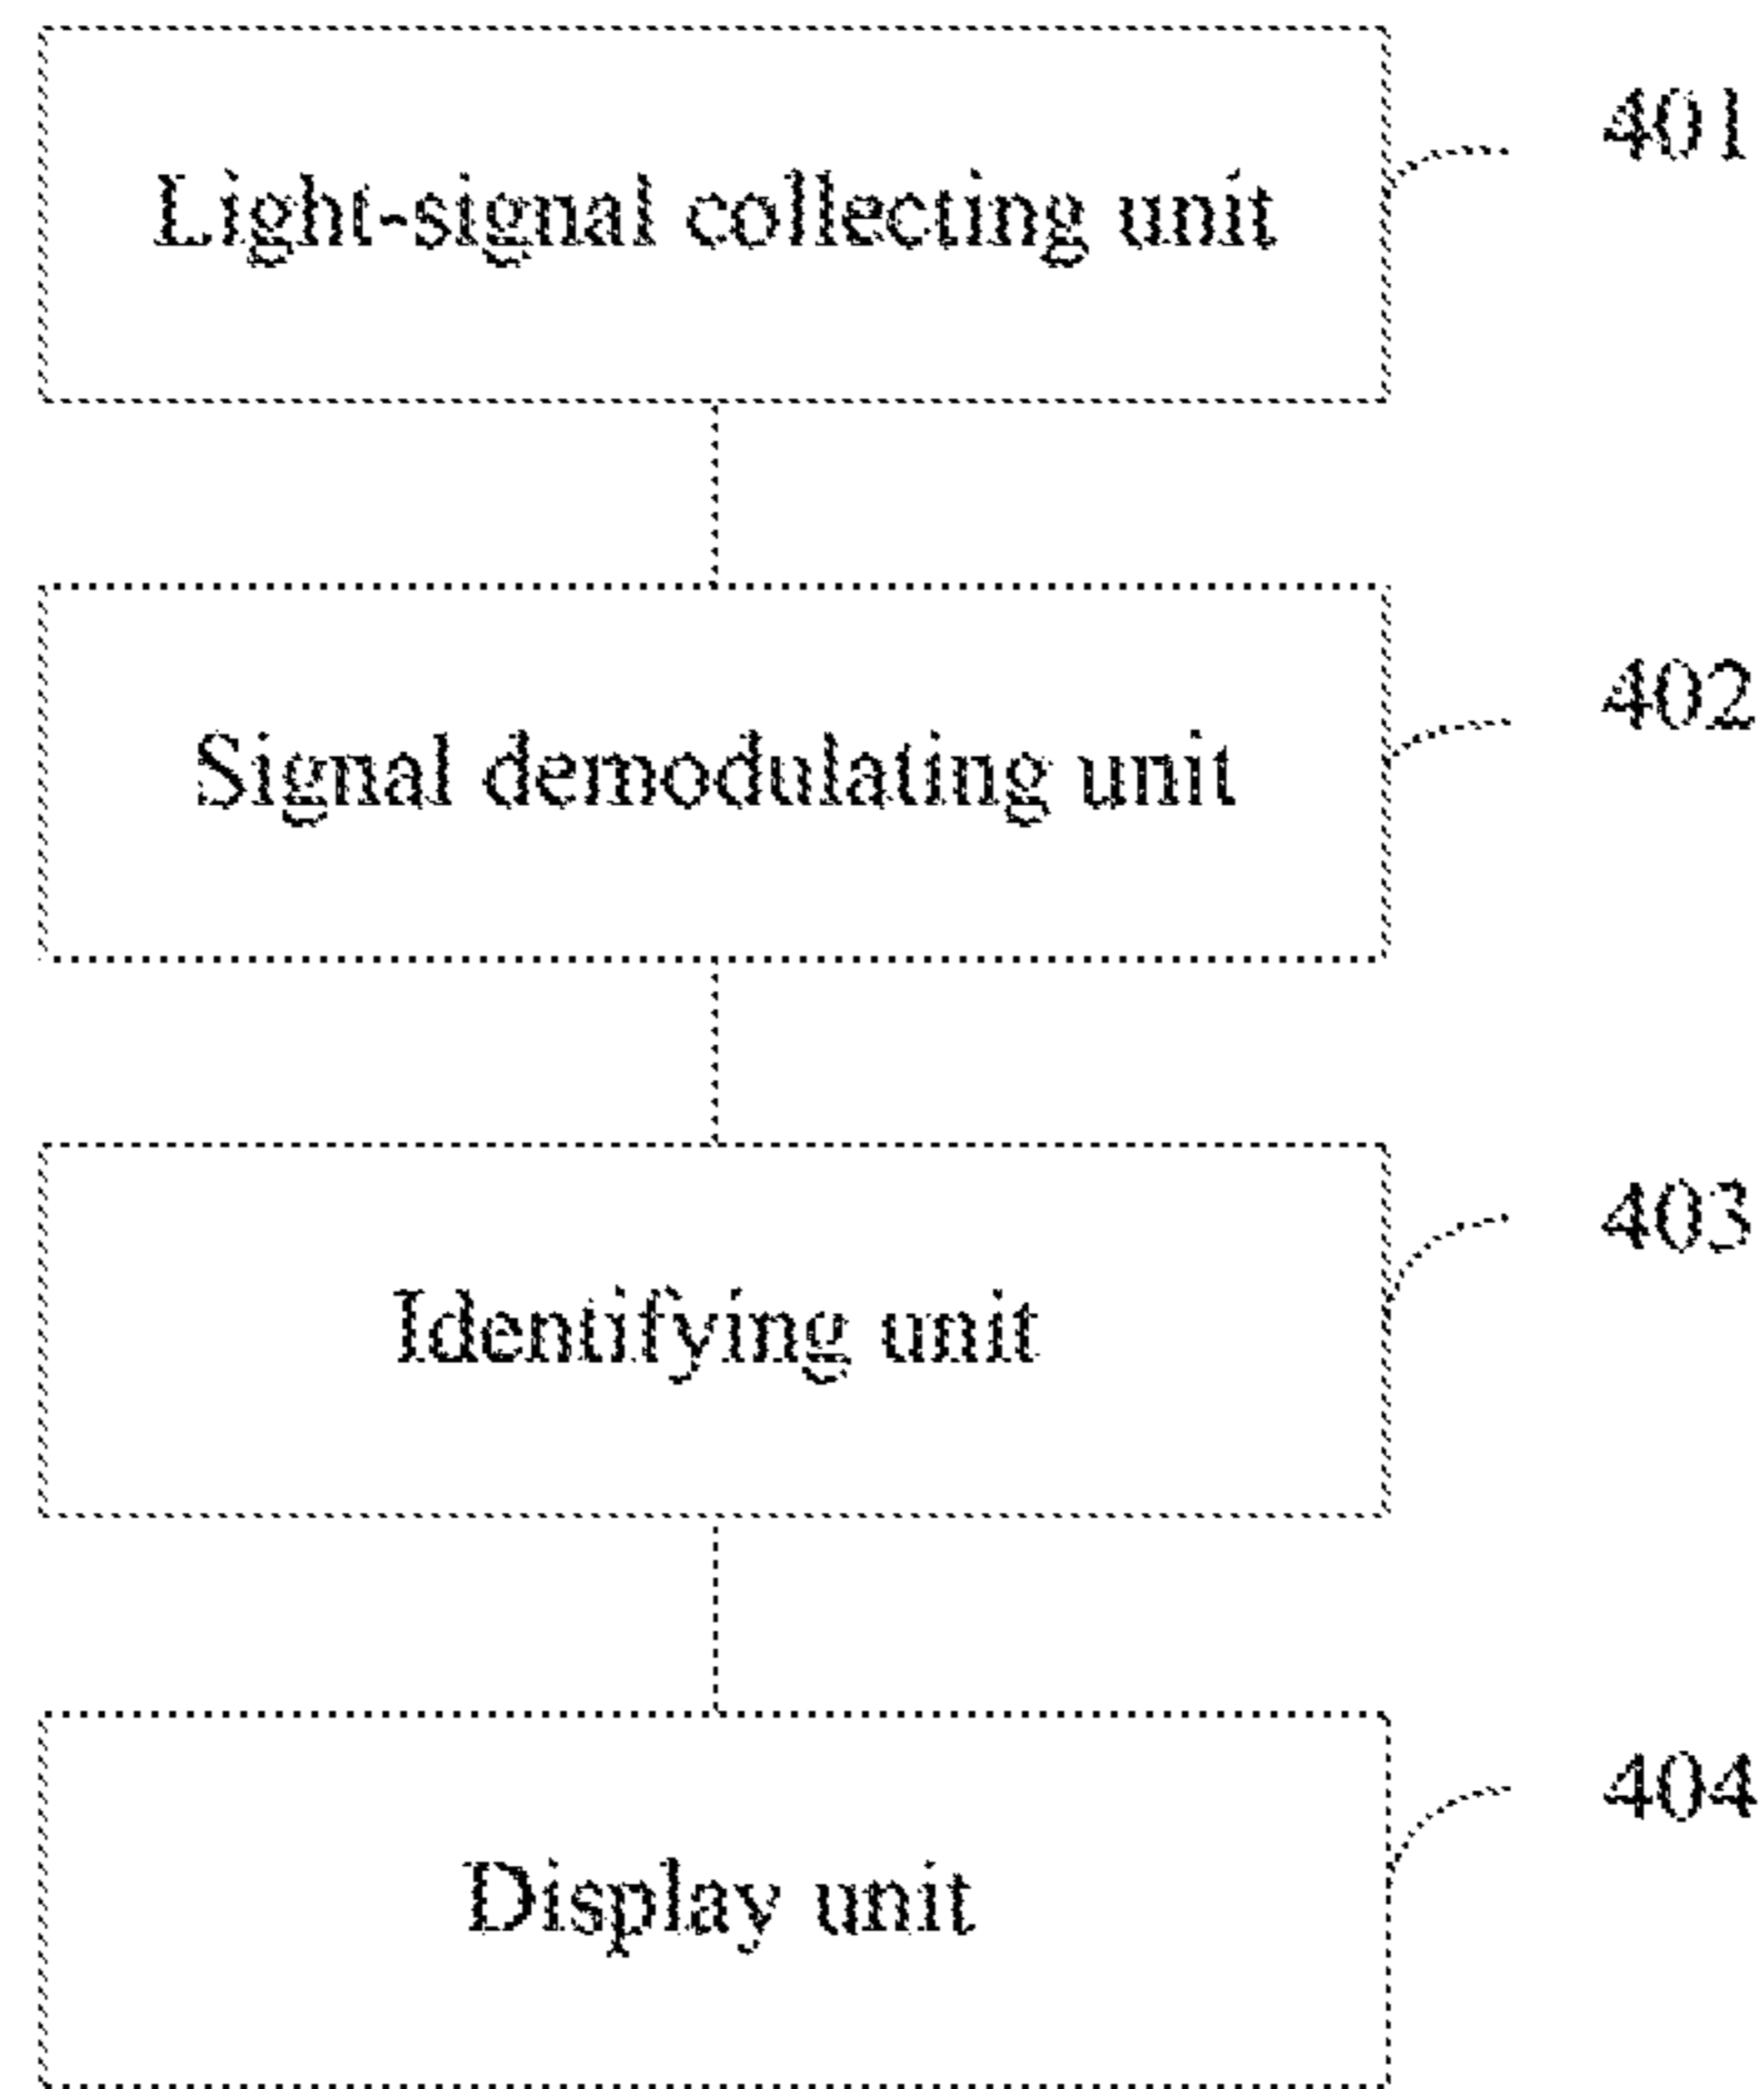 Light-signal collecting unit
401
Signal demodulating unit
402
Identifying unit
403
Display unit
404